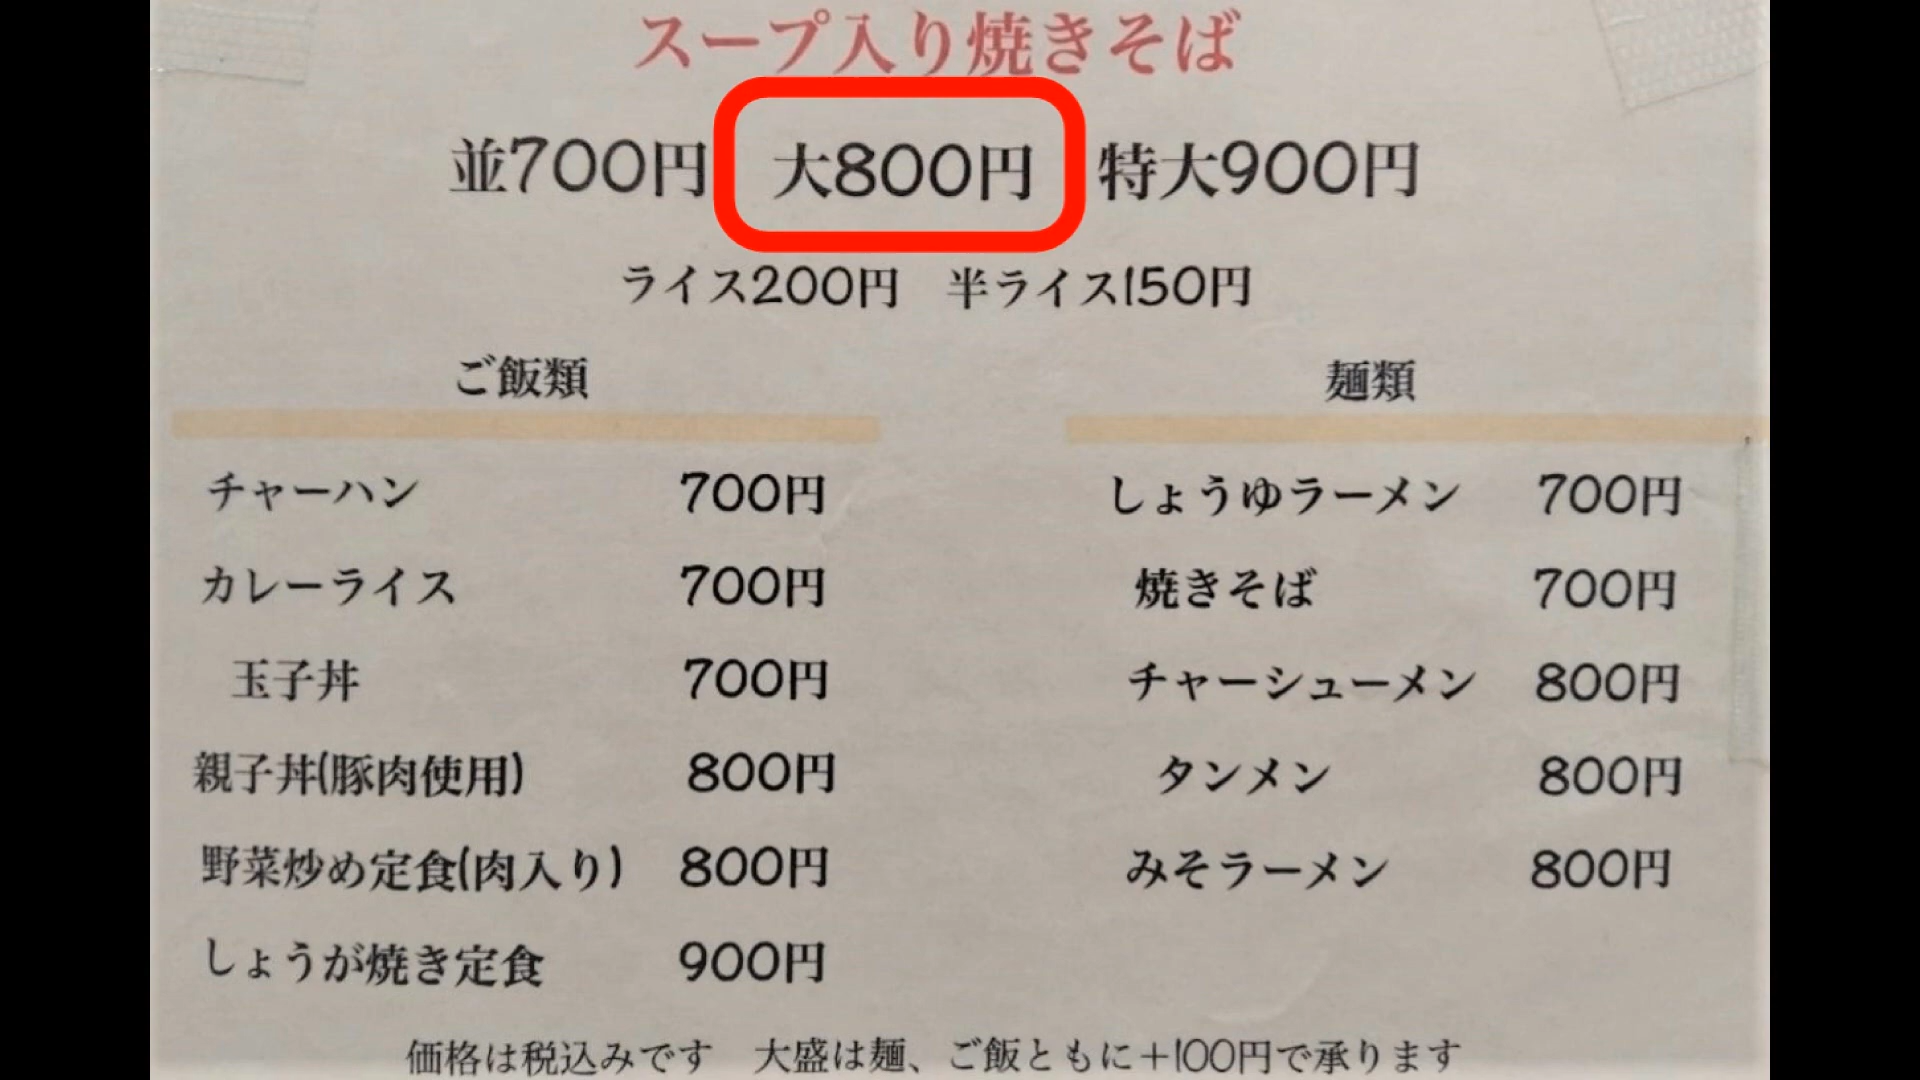 スープ入り焼きそば
並700円 大800円 特大900円
ライス200円 半ライス150円
ご飯類
チャーハン 700円
カレーライス 700円
玉子丼 700円
親子丼(豚肉使用) 800円
野菜炒め定食(肉入り) 800円
しょうが焼き定食 900円
麺類
しょうゆラーメン 700円
焼きそば 700円
チャーシューメン 800円
タンメン 800円
みそラーメン 800円
価格は税込みです 大盛は麺、ご飯ともに+100円で承ります